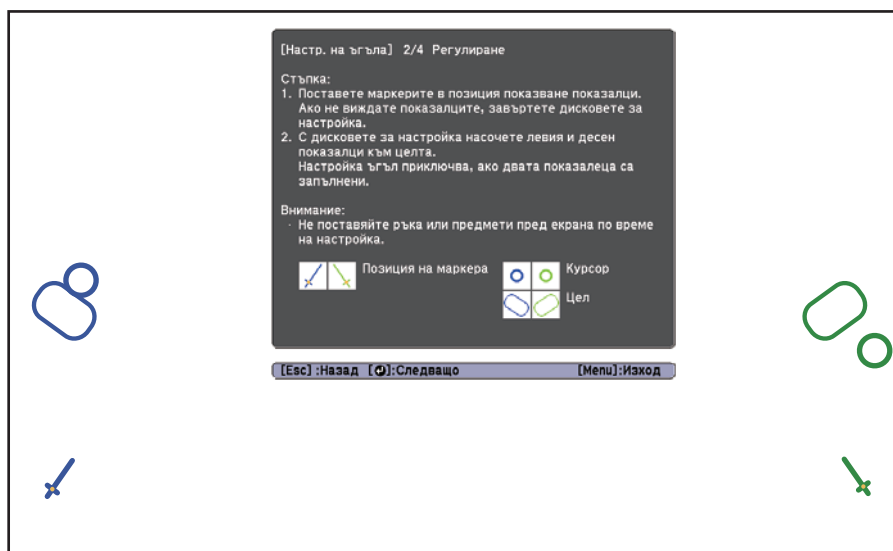 [Настр. на ъгъла] 2/4 Регулиране
Стъпка:
1. Поставете маркерите в позиция показване показалци.
Ако не виждате показалците, завъртете дисковете за
настройка.
2. С дисковете за настройка насочете левия и десен
показалци към целта.
Настройка ъгъл приключва, ако двата показалеца са
запълнени.
Внимание:
· Не поставяйте ръка или предмети пред екрана по време
на настройка.
Позиция на маркера
Курсор
Цел
[Esc] :Назад [⏎]:Следващо [Menu]:Изход